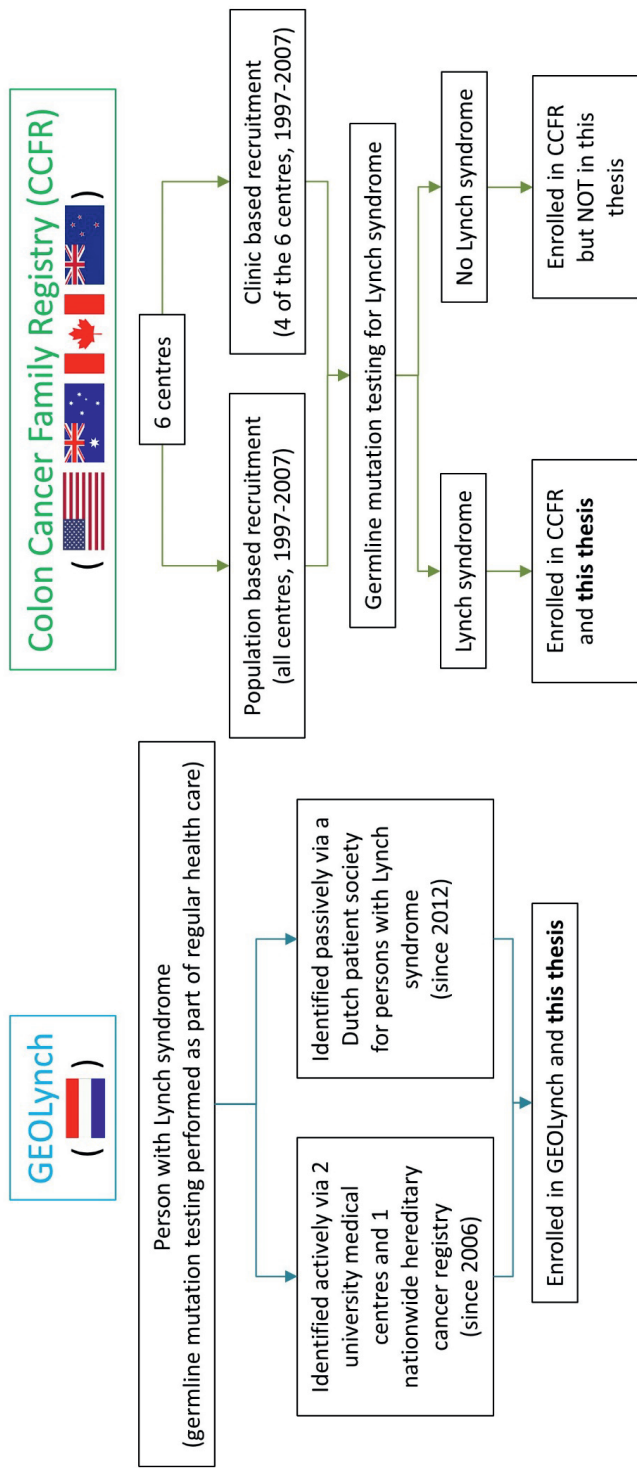 GEOLynch
( )
Person with Lynch syndrome
(germline mutation testing performed as part of regular health care)
Identified actively via 2
university medical
centres and 1
nationwide hereditary
cancer registry
(since 2006)
Identified passively via a
Dutch patient society
for persons with Lynch
syndrome
(since 2012)
Enrolled in GEOLynch and this thesis
Colon Cancer Family Registry (CCFR)
( )
6 centres
Population based recruitment
(all centres, 1997-2007)
Clinic based recruitment
(4 of the 6 centres, 1997-2007)
Germline mutation testing for Lynch syndrome
Lynch syndrome
No Lynch syndrome
Enrolled in CCFR
and this thesis
Enrolled in CCFR
but NOT in this
thesis